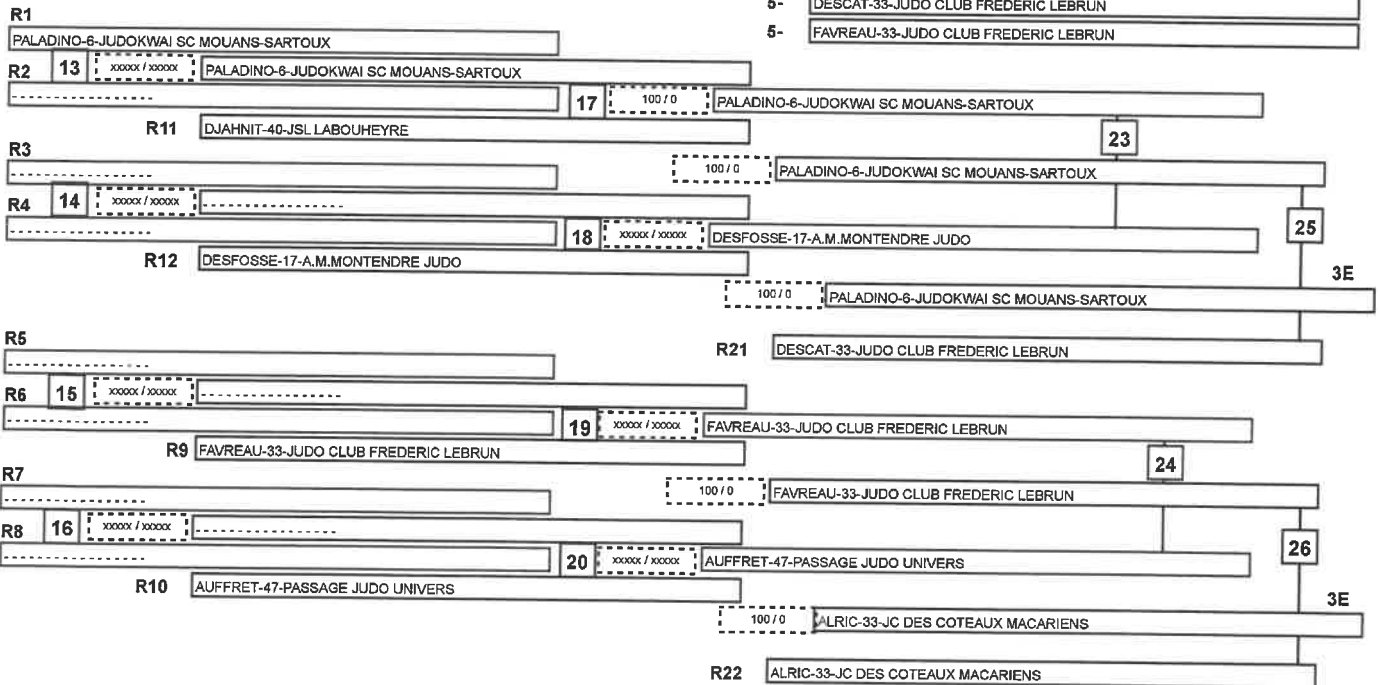 5- DESCAT-33-JUDO CLUB FREDERIC LEBRUN
R1
5- FAVREAU-33-JUDO CLUB FREDERIC LEBRUN
PALADINO-6-JUDOKWAI SC MOUANS-SARTOUX
R2 13 xxxxx / xxxxx PALADINO-6-JUDOKWAI SC MOUANS-SARTOUX
--------------- 17 100 / 0 PALADINO-6-JUDOKWAI SC MOUANS-SARTOUX
R11 DJAHNIT-40-JSL LABOUHEYRE
23
R3
--------------- 100 / 0 PALADINO-6-JUDOKWAI SC MOUANS-SARTOUX
R4 14 xxxxx / xxxxx ---------------
25
--------------- 18 xxxxx / xxxxx DESFOSSE-17-A.M.MONTENDRE JUDO
R12 DESFOSSE-17-A.M.MONTENDRE JUDO
3E
100 / 0 PALADINO-6-JUDOKWAI SC MOUANS-SARTOUX
R5
R21 DESCAT-33-JUDO CLUB FREDERIC LEBRUN
---------------
R6 15 xxxxx / xxxxx ---------------
--------------- 19 xxxxx / xxxxx FAVREAU-33-JUDO CLUB FREDERIC LEBRUN
R9 FAVREAU-33-JUDO CLUB FREDERIC LEBRUN
24
R7
--------------- 100 / 0 FAVREAU-33-JUDO CLUB FREDERIC LEBRUN
R8 16 xxxxx / xxxxx ---------------
26
--------------- 20 xxxxx / xxxxx AUFFRET-47-PASSAGE JUDO UNIVERS
R10 AUFFRET-47-PASSAGE JUDO UNIVERS
3E
100 / 0 ALRIC-33-JC DES COTEAUX MACARIENS
R22 ALRIC-33-JC DES COTEAUX MACARIENS